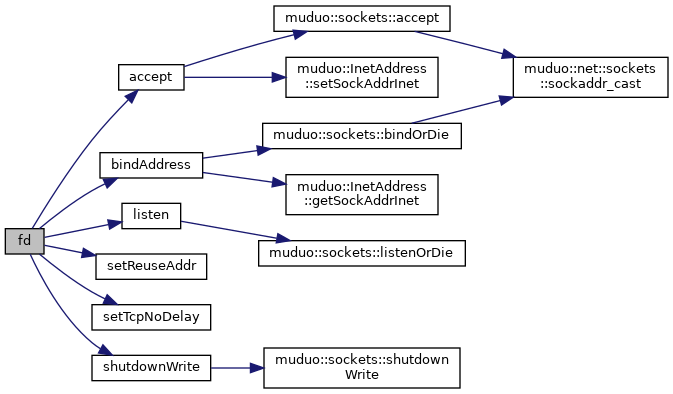 muduo::sockets::accept
accept
muduo::InetAddress
::setSockAddrInet
muduo::net::sockets
::sockaddr_cast
muduo::sockets::bindOrDie
bindAddress
muduo::InetAddress
::getSockAddrInet
listen
fd
muduo::sockets::listenOrDie
setReuseAddr
setTcpNoDelay
shutdownWrite
muduo::sockets::shutdown
Write